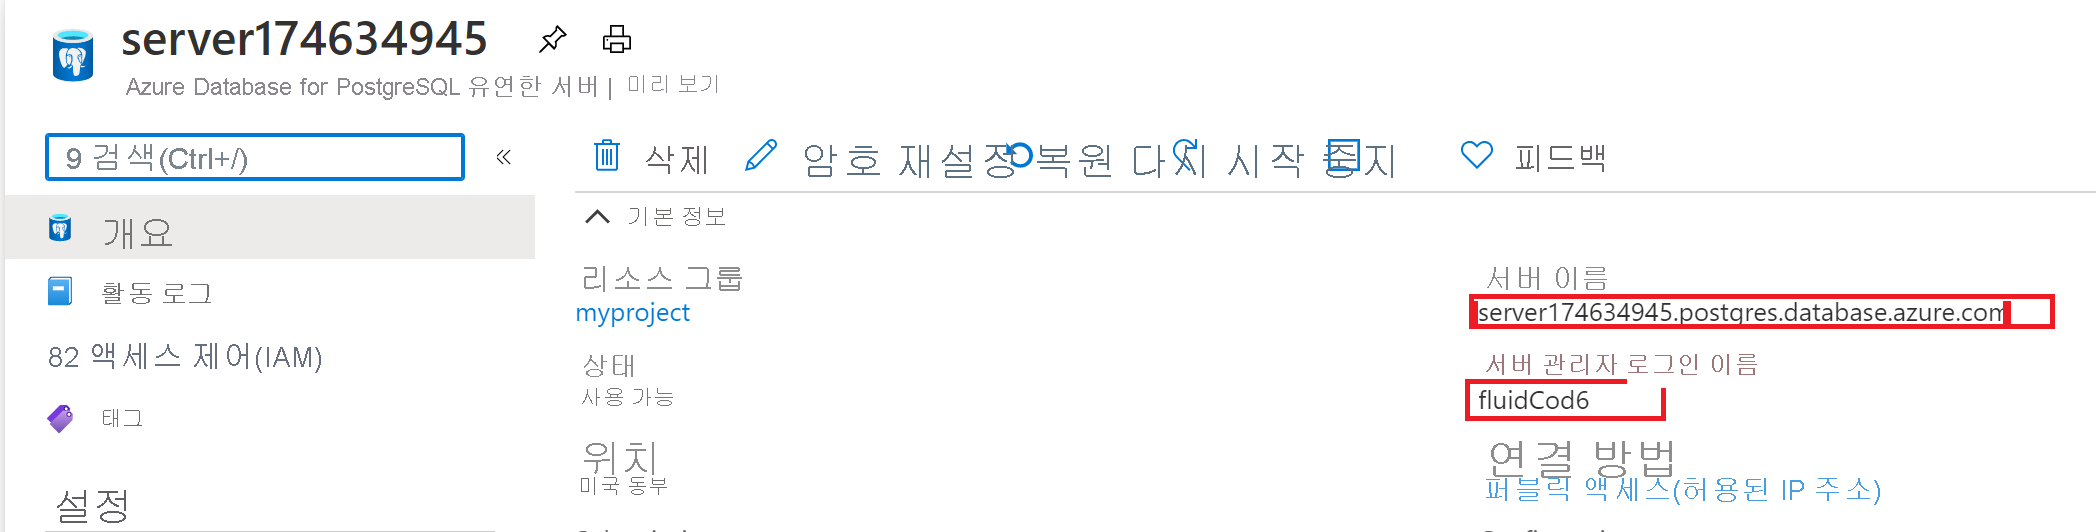 server174634945
Azure Database for PostgreSQL 유연한 서버 | 미리 보기
9 검색(Ctrl+/)
«
삭제 암호 재설정 복원 다시 시작 중지 피드백
개요
활동 로그
82 액세스 제어(IAM)
태그
설정
기본 정보
리소스 그룹
myproject
상태
사용 가능
위치
미국 동부
서버 이름
server174634945.postgres.database.azure.com
서버 관리자 로그인 이름
fluidCod6
연결 방법
퍼블릭 액세스(허용된 IP 주소)